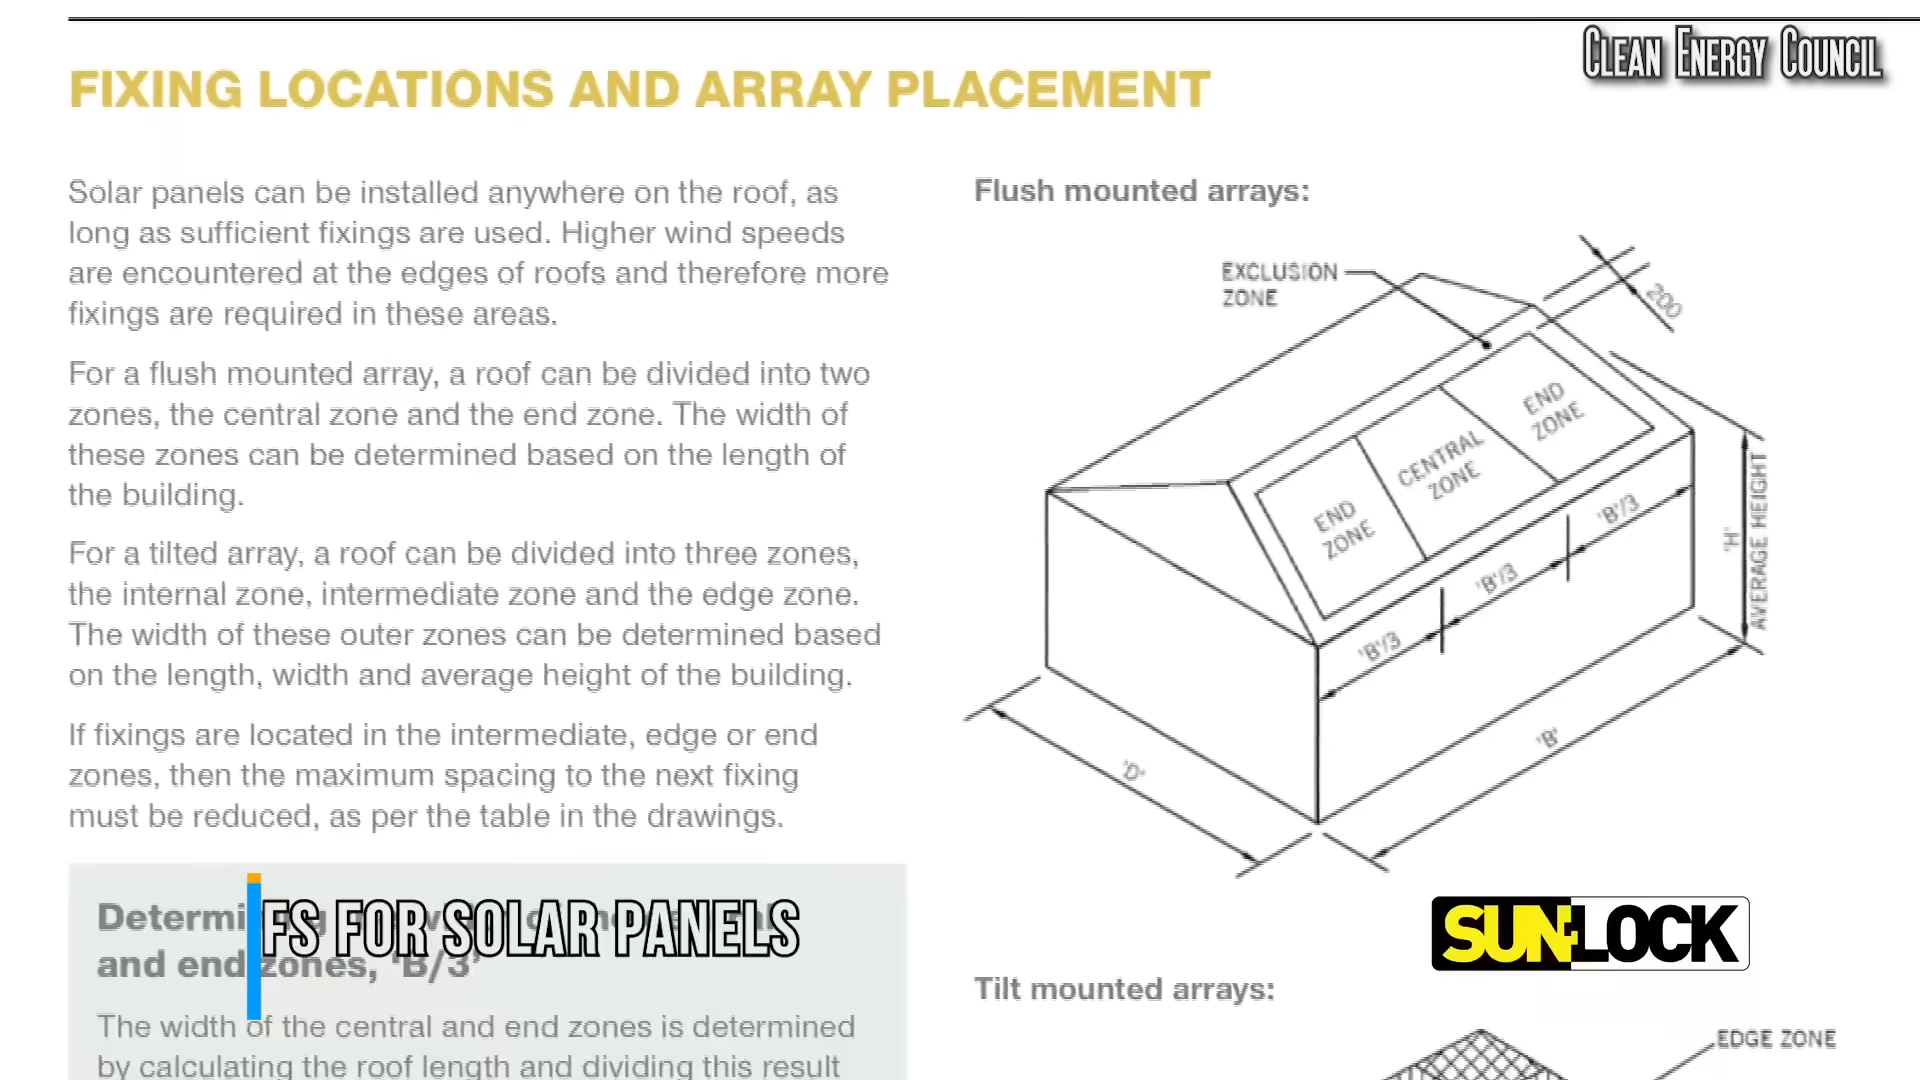 CLEAN ENERGY COUNCIL
FIXING LOCATIONS AND ARRAY PLACEMENT
Solar panels can be installed anywhere on the roof, as
long as sufficient fixings are used. Higher wind speeds
are encountered at the edges of roofs and therefore more
fixings are required in these areas.
For a flush mounted array, a roof can be divided into two
zones, the central zone and the end zone. The width of
these zones can be determined based on the length of
the building.
For a tilted array, a roof can be divided into three zones,
the internal zone, intermediate zone and the edge zone.
The width of these outer zones can be determined based
on the length, width and average height of the building.
If fixings are located in the intermediate, edge or end
zones, then the maximum spacing to the next fixing
must be reduced, as per the table in the drawings.
and end zones, 'B/3'
FS FOR SOLAR PANELS
The width of the central and end zones is determined
by calculating the roof length and dividing this result
Flush mounted arrays:
EXCLUSION
ZONE
200
END
ZONE
CENTRAL
ZONE
END
ZONE
'B'/3
'B'/3
'B'/3
'H'
AVERAGE HEIGHT
'D'
'B'
SUNLOCK
Tilt mounted arrays:
EDGE ZONE